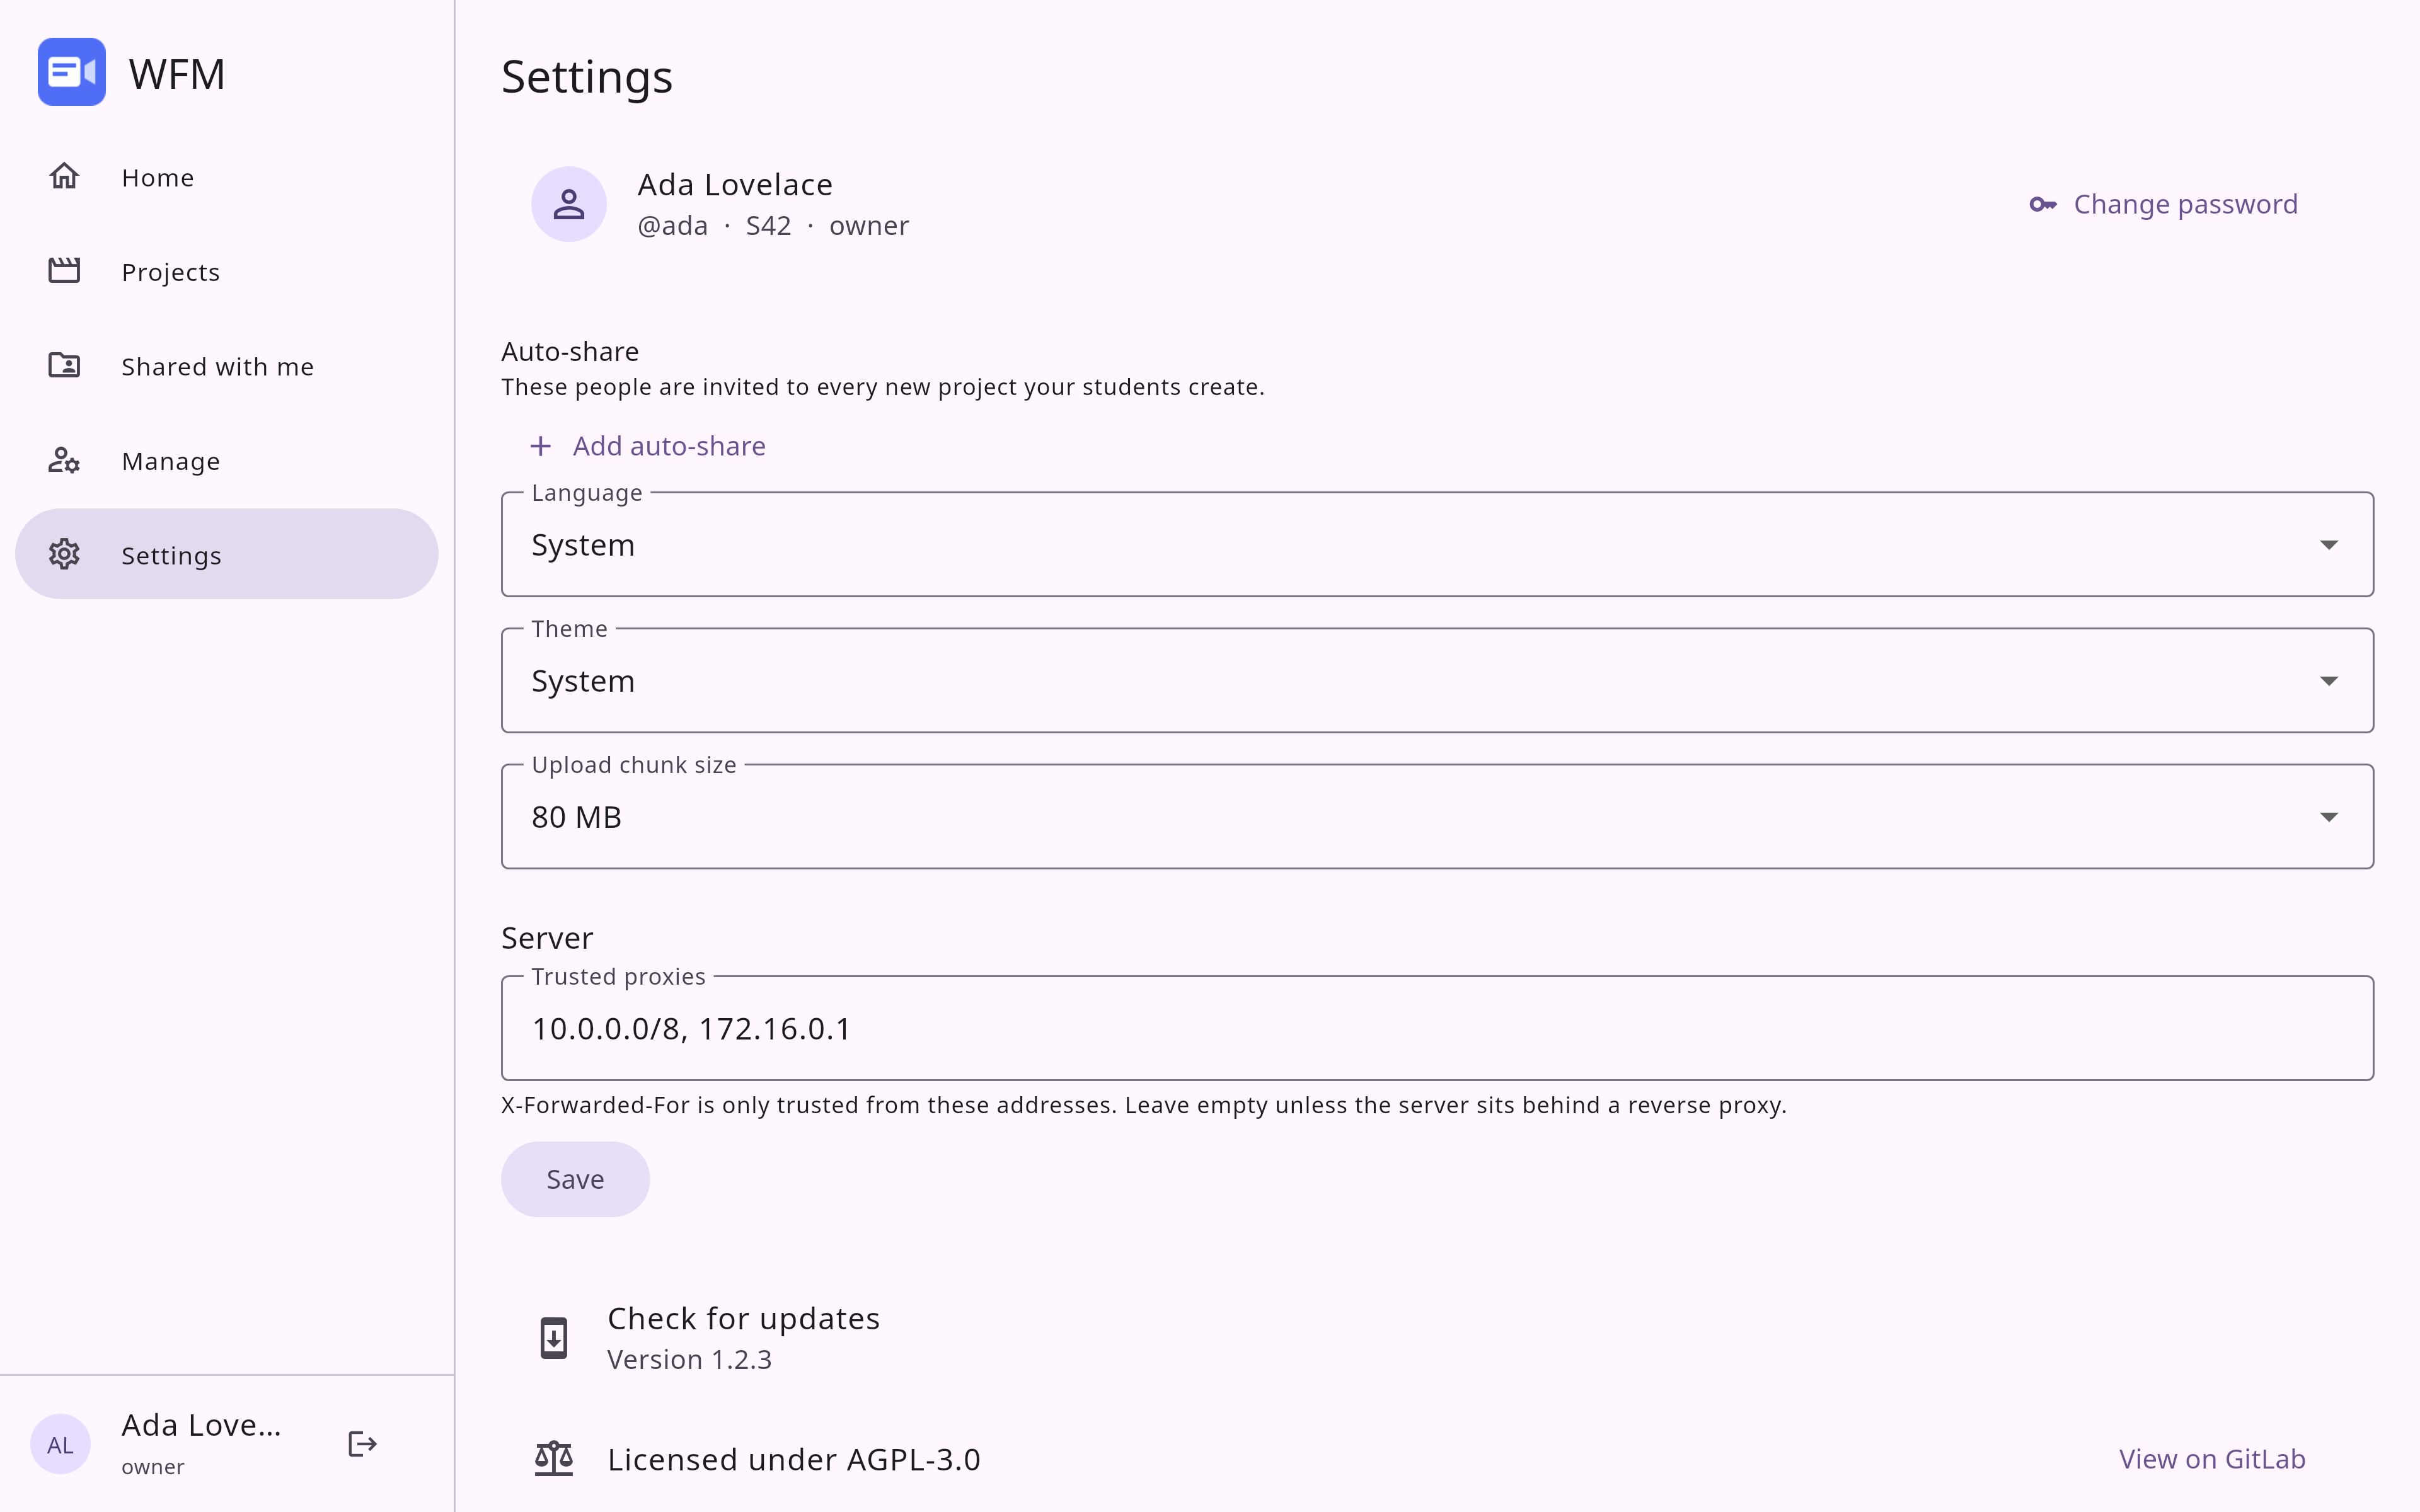 WFM
Home
Projects
Shared with me
Manage
Settings
Ada Love...
AL
owner
Settings
Ada Lovelace
@ada · S42 · owner
Change password
Auto-share
These people are invited to every new project your students create.
Add auto-share
Language
System
Theme
System
Upload chunk size
80 MB
Server
Trusted proxies
10.0.0.0/8, 172.16.0.1
X-Forwarded-For is only trusted from these addresses. Leave empty unless the server sits behind a reverse proxy.
Save
Check for updates
Version 1.2.3
Licensed under AGPL-3.0
View on GitLab